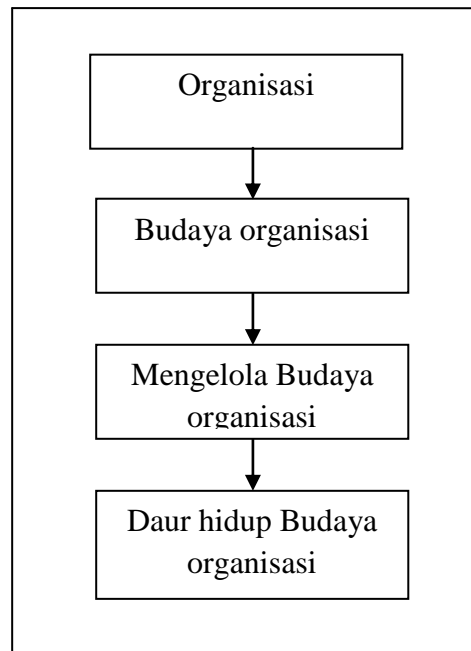 Organisasi
Budaya organisasi
Mengelola Budaya
organisasi
Daur hidup Budaya
organisasi